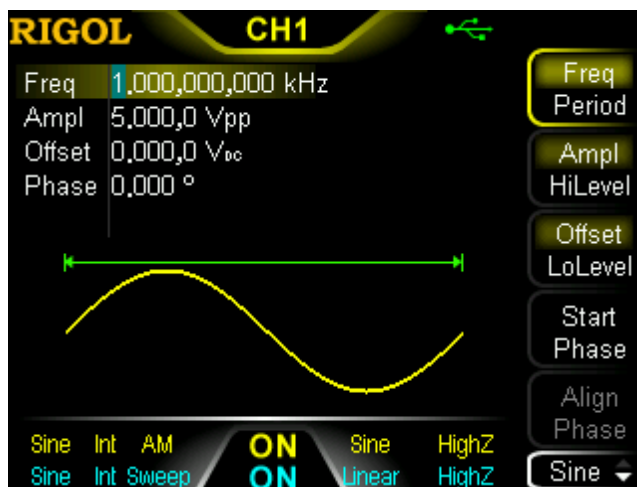 RIGOL CH1
Freq 1.000,000,000 kHz
Ampl 5.000,0 Vpp
Offset 0.000,0 VDC
Phase 0.000 °
Freq
Period
Ampl
HiLevel
Offset
LoLevel
Start
Phase
Align
Phase
Sine
Sine Int AM ON Sine HighZ
Sine Int Sweep ON Linear HighZ